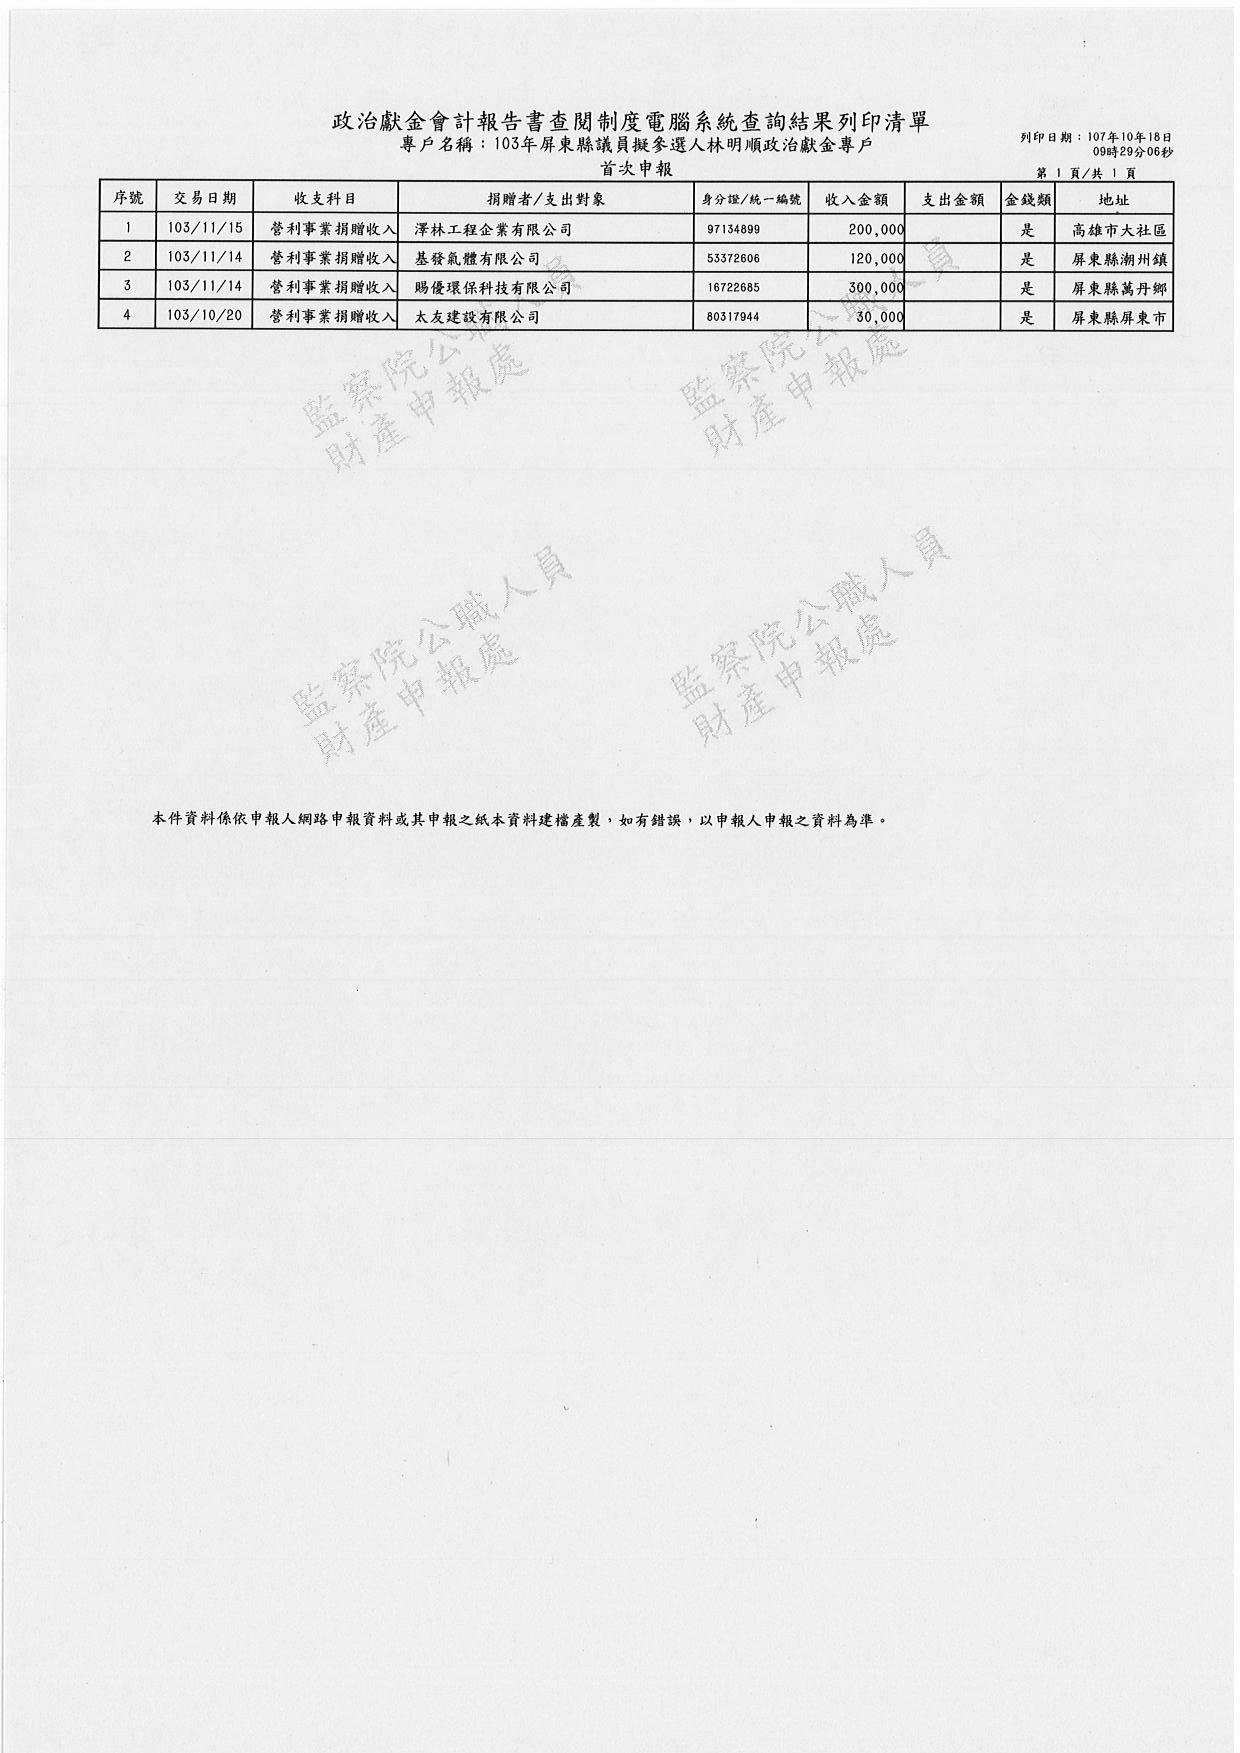 政治獻金會計報告書查閱制度電腦系統查詢結果列印清單
專戶名稱：103年屏東縣議員擬參選人林明順政治獻金專戶
列印日期：107年10月18日
09時29分06秒
首次申報
第 1 頁/共 1 頁
序號 交易日期 收支科目 捐贈者/支出對象 身分證/統一編號 收入金額 支出金額 金錢類 地址
1 103/11/15 營利事業捐贈收入 澤林工程企業有限公司 97134899 200,000 是 高雄市大社區
2 103/11/14 營利事業捐贈收入 基發氣體有限公司 53372606 120,000 是 屏東縣潮州鎮
3 103/11/14 營利事業捐贈收入 賜優環保科技有限公司 16722685 300,000 是 屏東縣萬丹鄉
4 103/10/20 營利事業捐贈收入 太友建設有限公司 80317944 30,000 是 屏東縣屏東市
監察院公職人員
財產申報處
監察院公職人員
財產申報處
監察院公職人員
財產申報處
監察院公職人員
財產申報處
本件資料係依申報人網路申報資料或其申報之紙本資料建檔產製，如有錯誤，以申報人申報之資料為準。